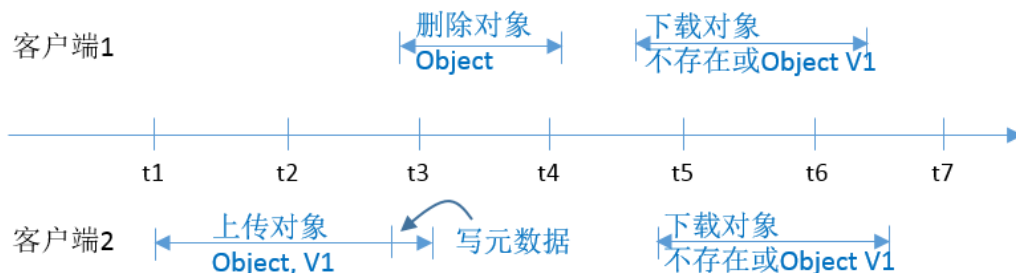 删除对象
Object
下载对象
不存在或Object V1
客户端1
t1 t2 t3 t4 t5 t6 t7
客户端2
上传对象
Object, V1
写元数据
下载对象
不存在或Object V1